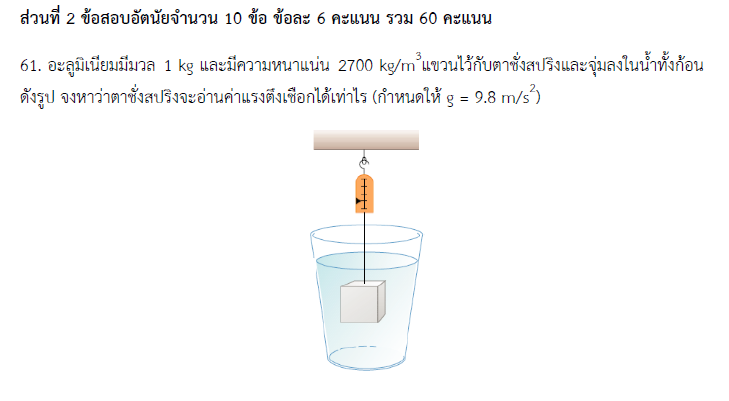 ส่วนที่ 2 ข้อสอบอัตนัยจำนวน 10 ข้อ ข้อละ 6 คะแนน รวม 60 คะแนน
61. อะลูมิเนียมมีมวล 1 kg และมีความหนาแน่น 2700 kg/m³แขวนไว้กับตาชั่งสปริงและจุ่มลงในน้ำทั้งก้อน
ดังรูป จงหาว่าตาชั่งสปริงจะอ่านค่าแรงตึงเชือกได้เท่าไร (กำหนดให้ g = 9.8 m/s²)